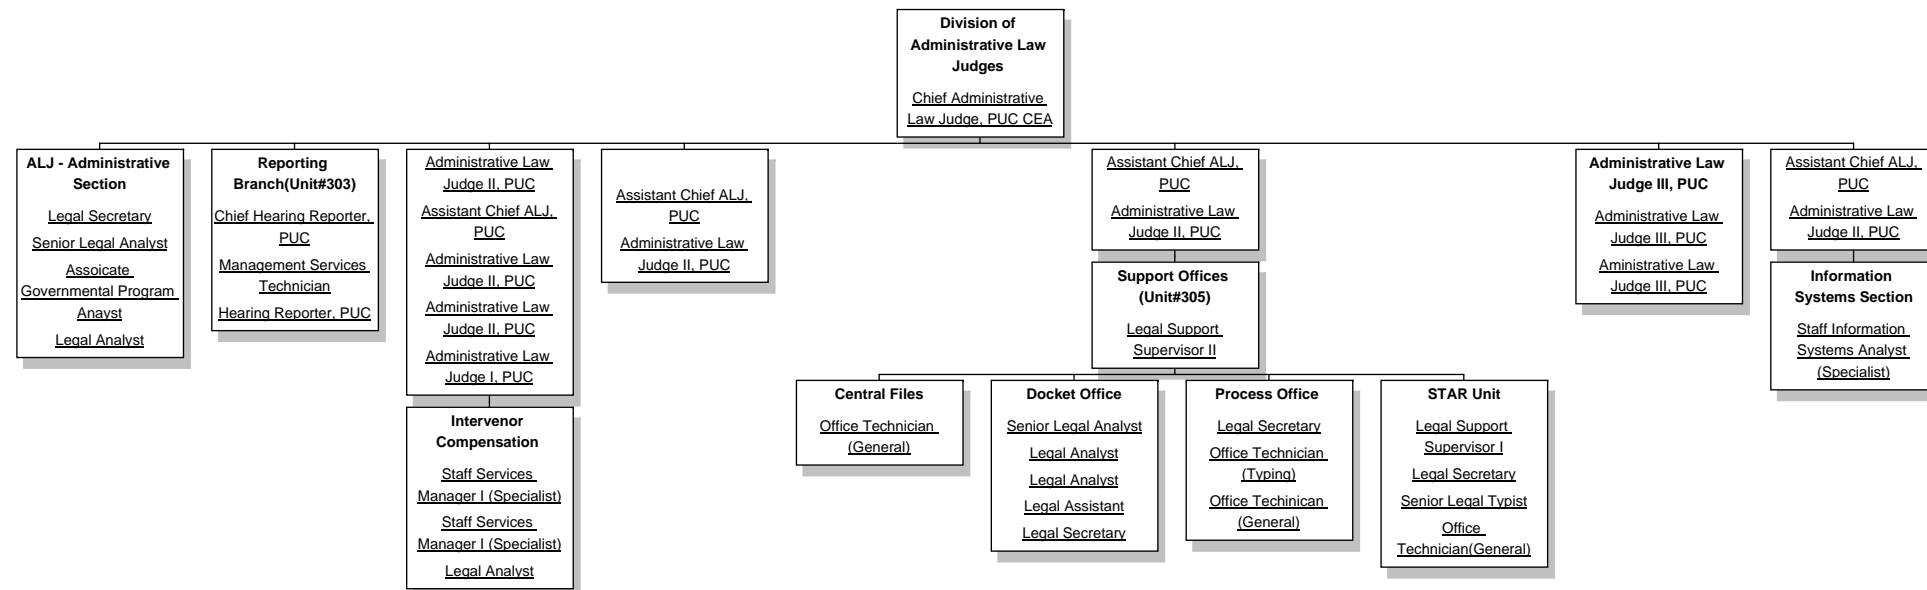 Division of
Administrative Law
Judges
Chief Administrative
Law Judge, PUC CEA
ALJ - Administrative
Section
Legal Secretary
Senior Legal Analyst
Assoicate
Governmental Program
Anayst
Legal Analyst
Reporting
Branch(Unit#303)
Chief Hearing Reporter,
PUC
Management Services
Technician
Hearing Reporter, PUC
Administrative Law
Judge II, PUC
Assistant Chief ALJ,
PUC
Administrative Law
Judge II, PUC
Administrative Law
Judge II, PUC
Administrative Law
Judge I, PUC
Intervenor
Compensation
Staff Services
Manager I (Specialist)
Staff Services
Manager I (Specialist)
Legal Analyst
Assistant Chief ALJ,
PUC
Administrative Law
Judge II, PUC
Assistant Chief ALJ,
PUC
Administrative Law
Judge II, PUC
Support Offices
(Unit#305)
Legal Support
Supervisor II
Central Files
Office Technician
(General)
Docket Office
Senior Legal Analyst
Legal Analyst
Legal Analyst
Legal Assistant
Legal Secretary
Process Office
Legal Secretary
Office Technician
(Typing)
Office Techinican
(General)
STAR Unit
Legal Support
Supervisor I
Legal Secretary
Senior Legal Typist
Office
Technician(General)
Administrative Law
Judge III, PUC
Administrative Law
Judge III, PUC
Aministrative Law
Judge III, PUC
Assistant Chief ALJ,
PUC
Administrative Law
Judge II, PUC
Information
Systems Section
Staff Information
Systems Analyst
(Specialist)